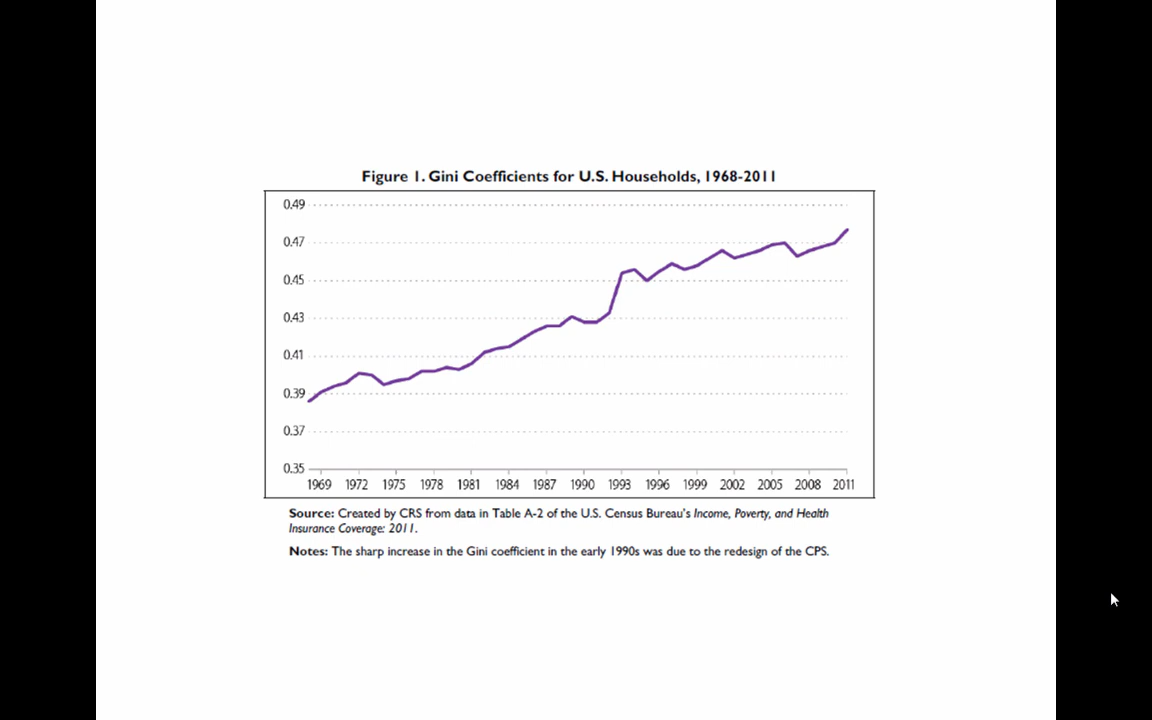 Figure 1. Gini Coefficients for U.S. Households, 1968-2011
0.49
0.47
0.45
0.43
0.41
0.39
0.37
0.35
1969 1972 1975 1978 1981 1984 1987 1990 1993 1996 1999 2002 2005 2008 2011
Source: Created by CRS from data in Table A-2 of the U.S. Census Bureau's Income, Poverty, and Health
Insurance Coverage: 2011.
Notes: The sharp increase in the Gini coefficient in the early 1990s was due to the redesign of the CPS.